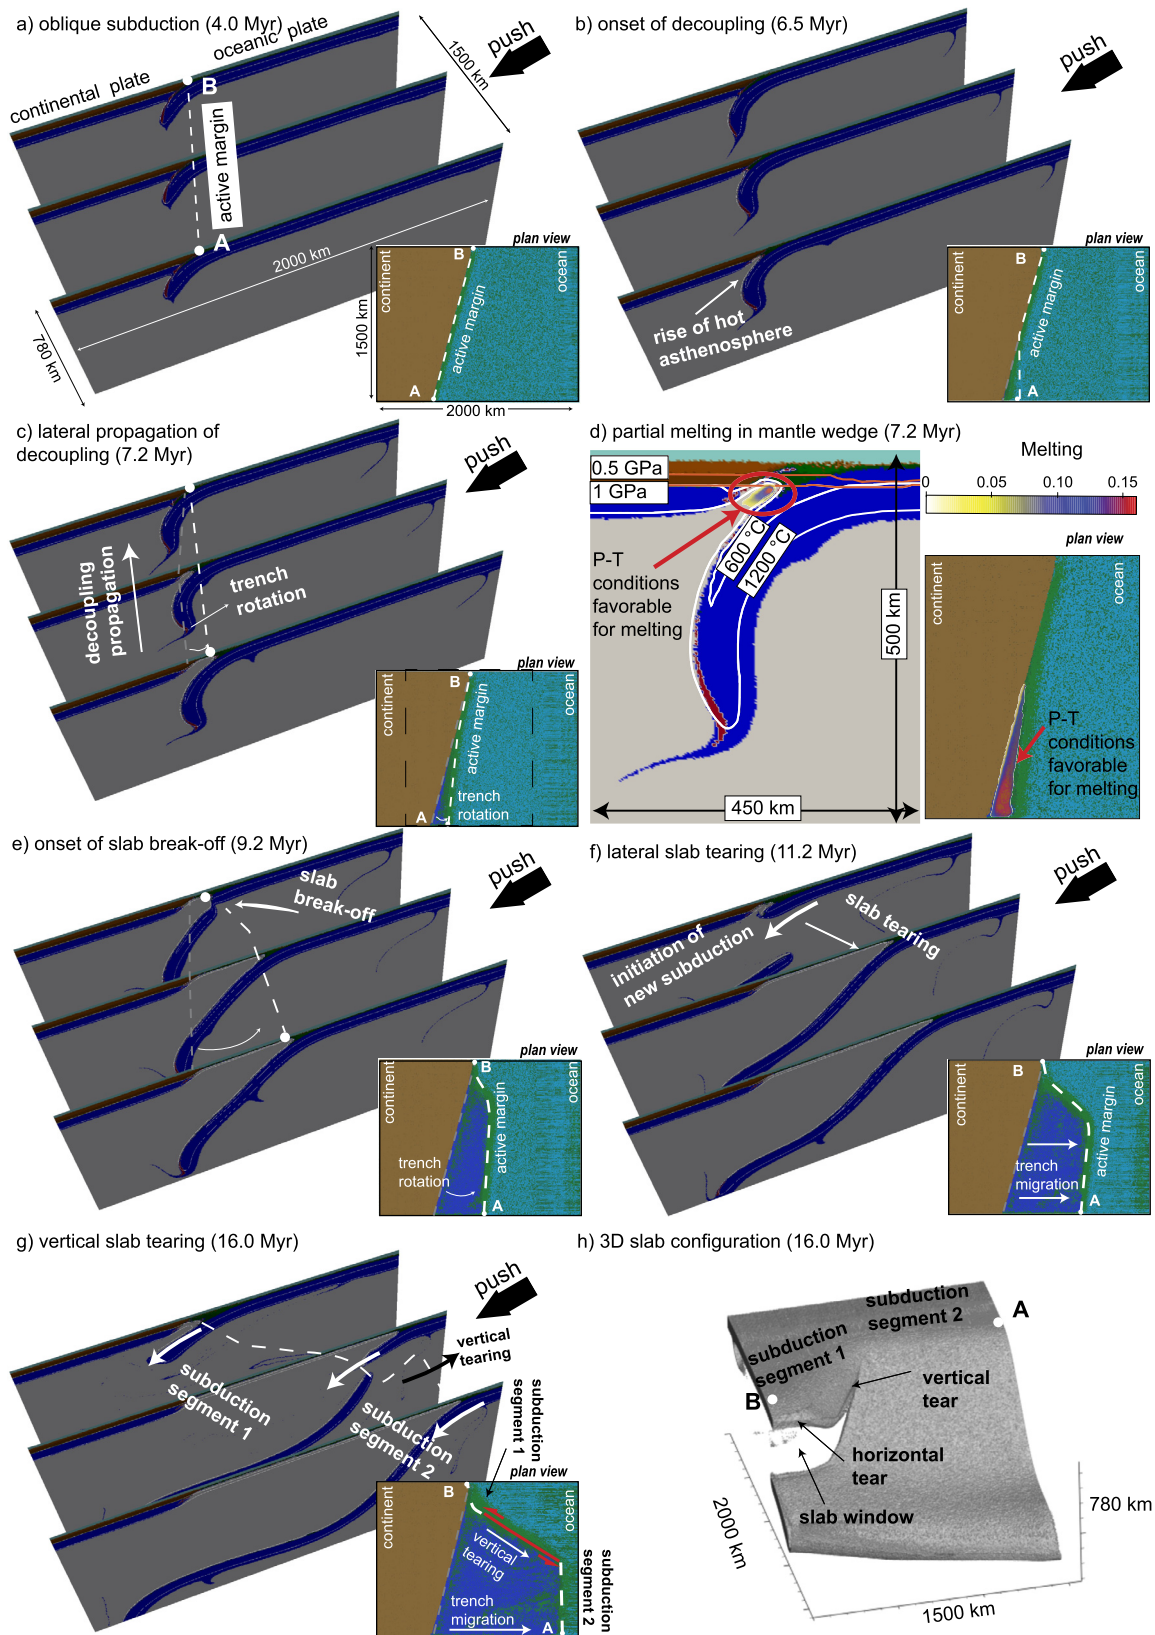 a) oblique subduction (4.0 Myr)
oceanic plate
continental plate
1500 km
push
B
active margin
A
2000 km
780 km
plan view
continent
B
ocean
active margin
1500 km
A
2000 km
b) onset of decoupling (6.5 Myr)
push
rise of hot
asthenosphere
plan view
continent
B
ocean
active margin
A
c) lateral propagation of
decoupling (7.2 Myr)
push
decoupling
propagation
trench
rotation
plan view
continent
B
ocean
active margin
trench
rotation
A
d) partial melting in mantle wedge (7.2 Myr)
0.5 GPa
1 GPa
600 °C
1200 °C
P-T
conditions
favorable
for melting
500 km
450 km
Melting
0
0.05
0.10
0.15
plan view
continent
ocean
P-T
conditions
favorable
for melting
e) onset of slab break-off (9.2 Myr)
push
slab
break-off
plan view
continent
B
ocean
active margin
trench
rotation
A
f) lateral slab tearing (11.2 Myr)
push
slab tearing
initiation of
new subduction
plan view
continent
B
ocean
active margin
trench
migration
A
g) vertical slab tearing (16.0 Myr)
push
vertical
tearing
subduction
segment 1
subduction
segment 2
subduction
segment 1
plan view
continent
B
ocean
vertical
tearing
trench
migration
A
subduction
segment 2
h) 3D slab configuration (16.0 Myr)
subduction
segment 2
A
subduction
segment 1
B
vertical
tear
horizontal
tear
slab window
2000 km
780 km
1500 km